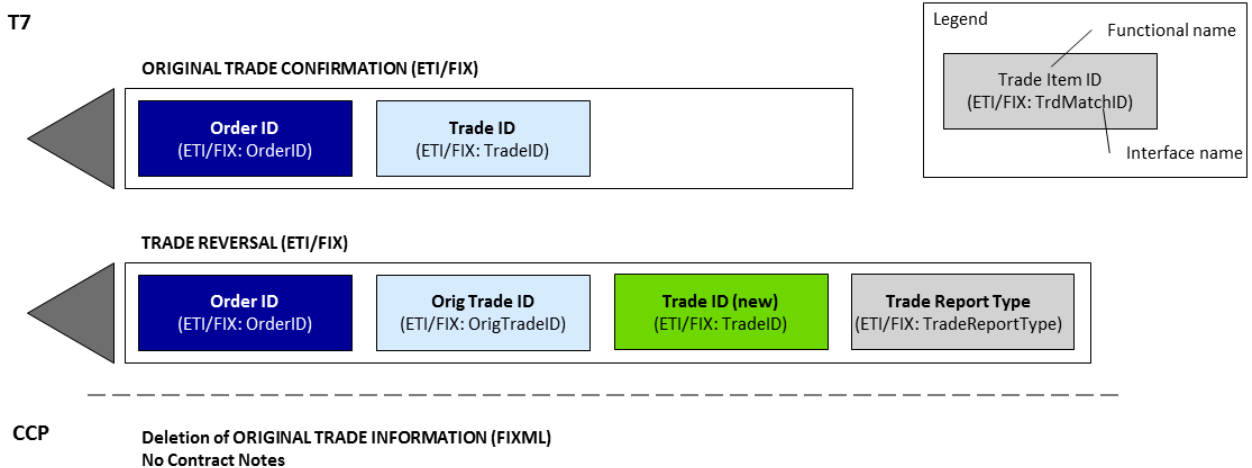 T7
Legend
Functional name
Trade Item ID
(ETI/FIX: TrdMatchID)
Interface name
ORIGINAL TRADE CONFIRMATION (ETI/FIX)
Order ID
(ETI/FIX: OrderID)
Trade ID
(ETI/FIX: TradeID)
TRADE REVERSAL (ETI/FIX)
Order ID
(ETI/FIX: OrderID)
Orig Trade ID
(ETI/FIX: OrigTradeID)
Trade ID (new)
(ETI/FIX: TradeID)
Trade Report Type
(ETI/FIX: TradeReportType)
CCP
Deletion of ORIGINAL TRADE INFORMATION (FIXML)
No Contract Notes